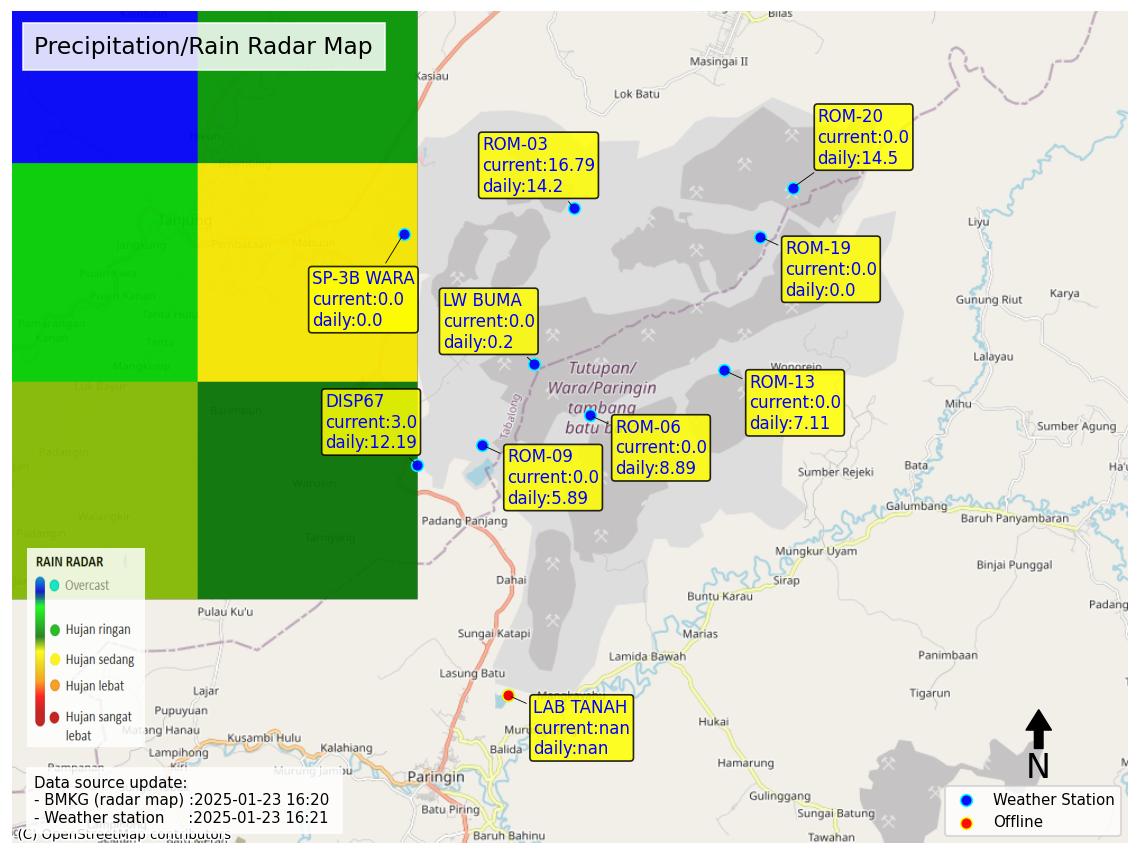 Precipitation/Rain Radar Map
Bilas
Masingai II
Kasiau
Lok Batu
ROM-20
current:0.0
daily:14.5
ROM-03
current:16.79
daily:14.2
Tanjung
Liyu
ROM-19
current:0.0
daily:0.0
SP-3B WARA
current:0.0
daily:0.0
LW BUMA
current:0.0
daily:0.2
Gunung Riut
Karya
Lalayau
Tutupan/
Wara/Paringin
tambang
batu b
Wonorejo
ROM-13
current:0.0
daily:7.11
Mihu
DISP67
current:3.0
daily:12.19
Tabalong
ROM-06
current:0.0
daily:8.89
Sumber Agung
ROM-09
current:0.0
daily:5.89
Sumber Rejeki
Bata
Ha'u
Galumbang
Baruh Panyambaran
Padang Panjang
Mungkur Uyam
Binjai Punggal
RAIN RADAR
Overcast
Hujan ringan
Hujan sedang
Hujan lebat
Hujan sangat
lebat
Dahai
Sirap
Buntu Karau
Padang
Pulau Ku'u
Sungai Katapi
Marias
Lamida Bawah
Panimbaan
Lasung Batu
Lajar
Tigarun
Pupuyuan
LAB TANAH
current:nan
daily:nan
Matang Hanau
Kusambi Hulu
Hukai
Muru
Lampihong
Kalahiang
Balida
Hamarung
N
Murung Jambu
Paringin
Data source update:
- BMKG (radar map) :2025-01-23 16:20
- Weather station :2025-01-23 16:21
Gulinggang
Weather Station
Offline
Batu Piring
Sungai Batung
(C) OpenStreetMap contributors
Baruh Bahinu
Tawahan